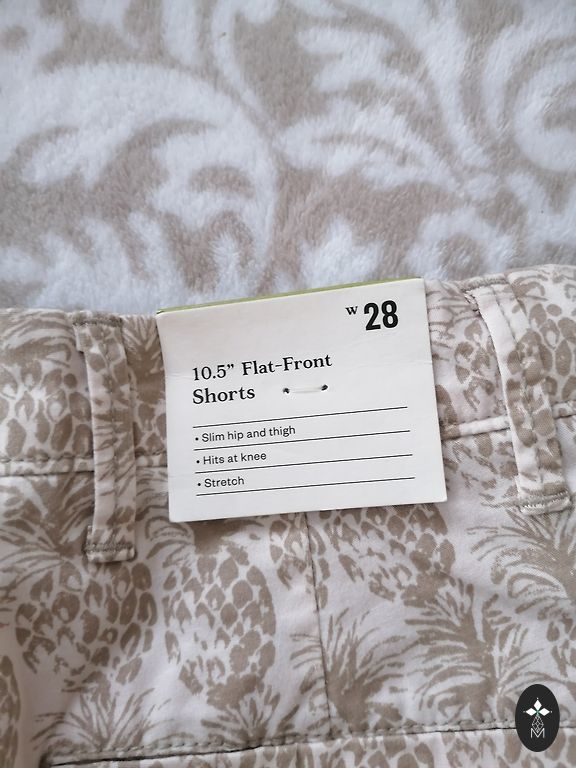 W 28
10.5” Flat-Front
Shorts
• Slim hip and thigh
• Hits at knee
• Stretch
M